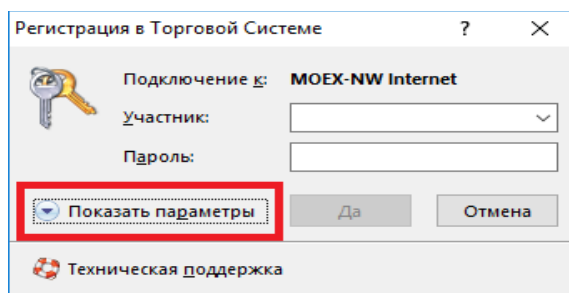 Регистрация в Торговой Системе ? ×
Подключение к: MOEX-NW Internet
Участник:
Пароль:
Показать параметры Да Отмена
Техническая поддержка